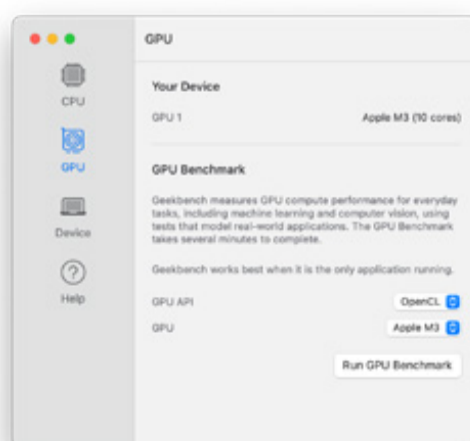 GPU
CPU
GPU
Device
Help
Your Device
GPU 1 Apple M3 (10 cores)
GPU Benchmark
Geekbench measures GPU compute performance for everyday
tasks, including machine learning and computer vision, using
tests that model real-world applications. The GPU Benchmark
takes several minutes to complete.
Geekbench works best when it is the only application running.
GPU API OpenCL
GPU Apple M3
Run GPU Benchmark